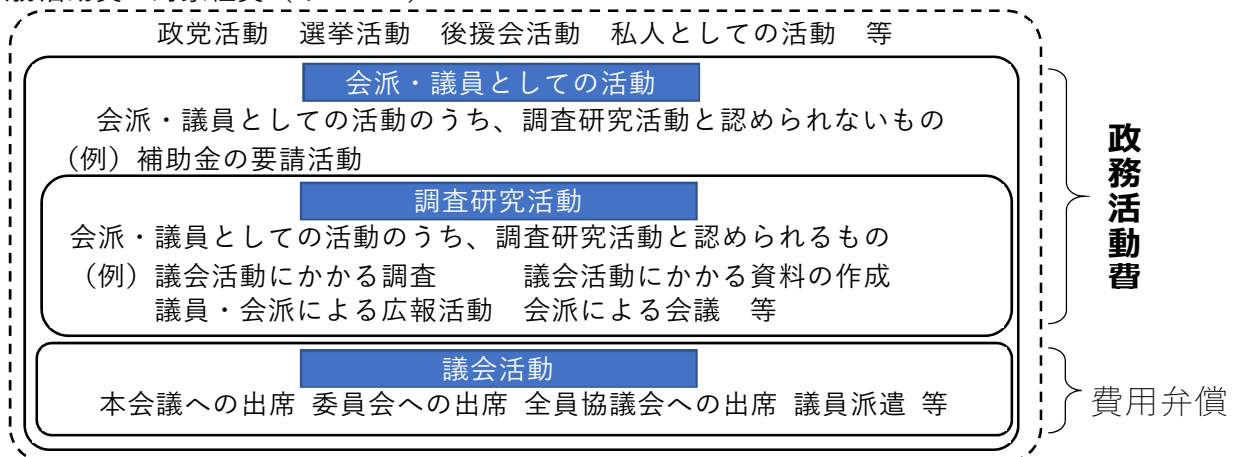 政党活動　選挙活動　後援会活動　私人としての活動　等
会派・議員としての活動
会派・議員としての活動のうち、調査研究活動と認められないもの
（例）補助金の要請活動
調査研究活動
会派・議員としての活動のうち、調査研究活動と認められるもの
（例）議会活動にかかる調査　　議会活動にかかる資料の作成
議員・会派による広報活動　会派による会議　等
議会活動
本会議への出席 委員会への出席 全員協議会への出席 議員派遣 等
政務活動費
費用弁償